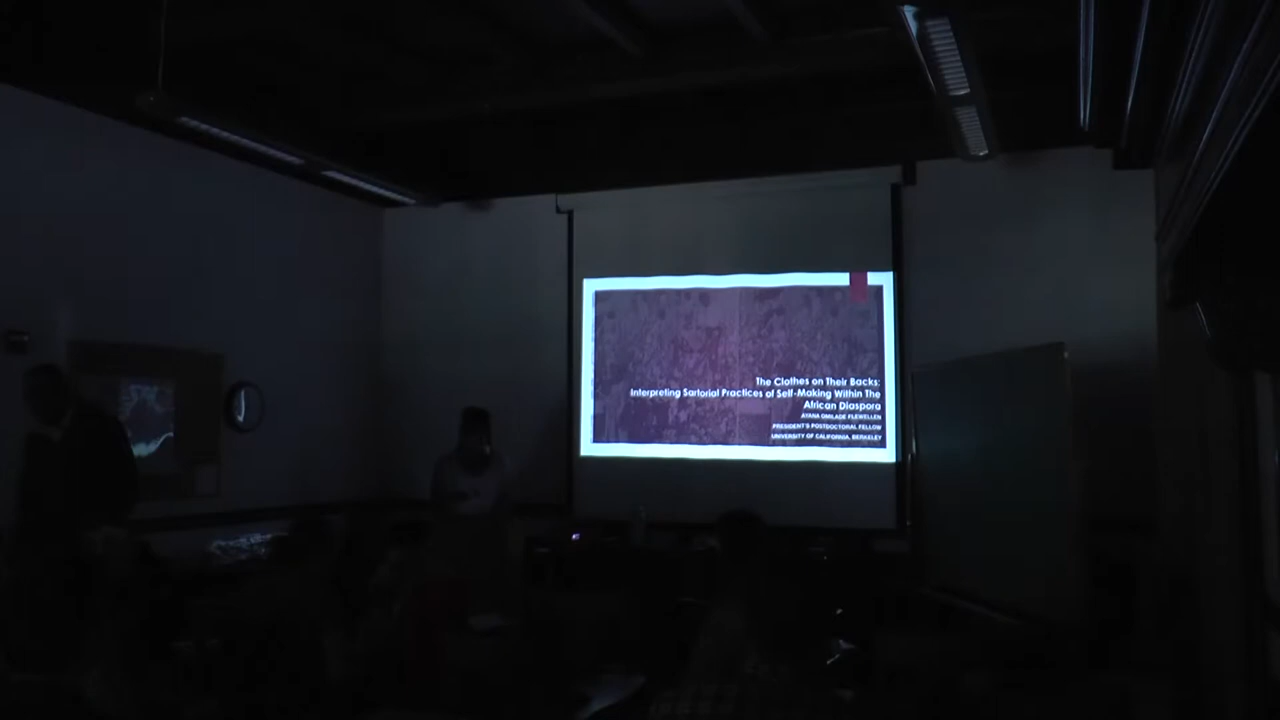 The Clothes on Their Backs:
Interpreting Sartorial Practices of Self-Making Within The
African Diaspora
AYANA OMILADE FLEWELLEN
PRESIDENT'S POSTDOCTORAL FELLOW
UNIVERSITY OF CALIFORNIA, BERKELEY